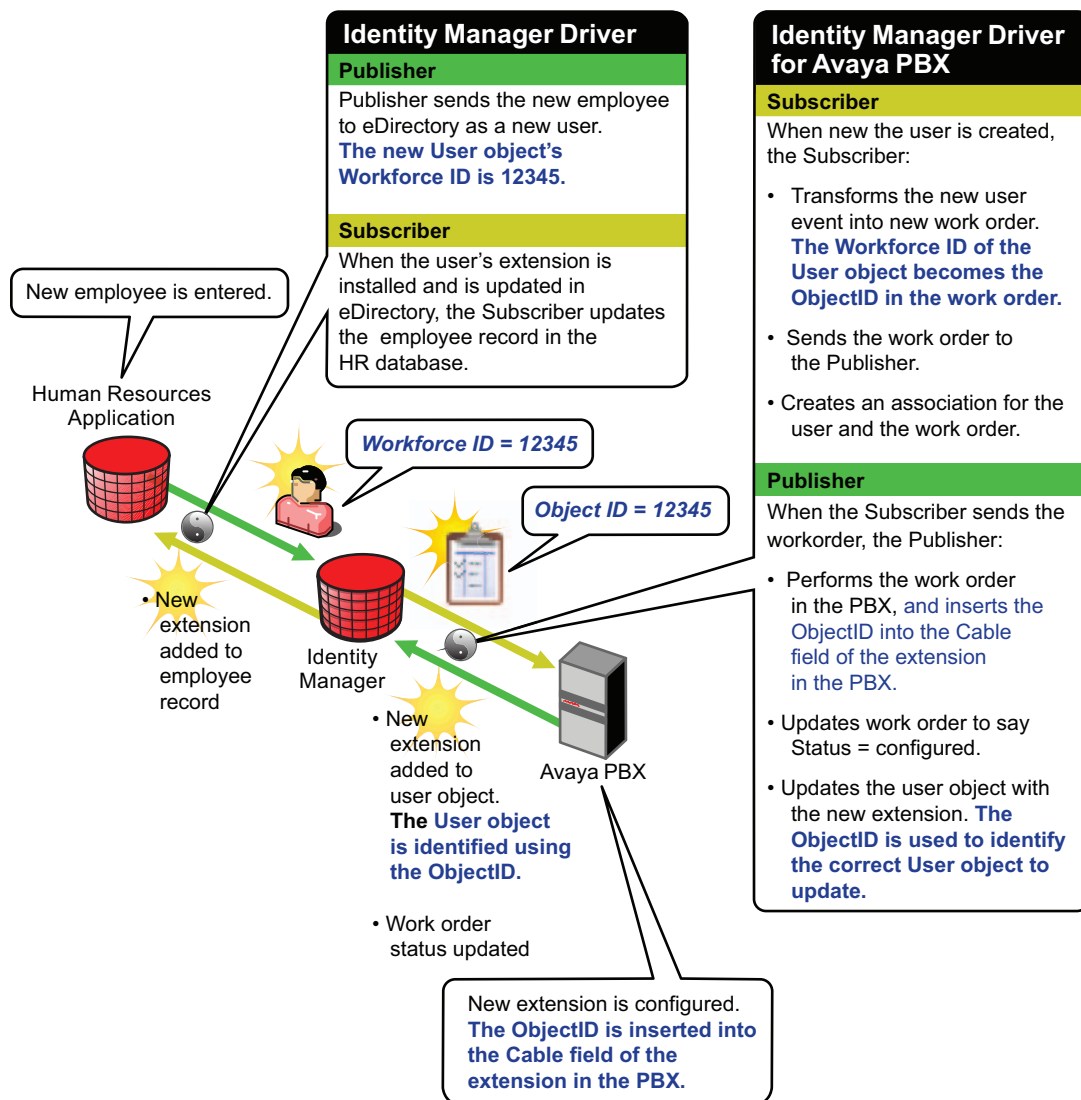 Identity Manager Driver
Publisher
Publisher sends the new employee
to eDirectory as a new user.
The new User object's
Workforce ID is 12345.
Subscriber
When the user's extension is
installed and is updated in
eDirectory, the Subscriber updates
the employee record in the
HR database.
Identity Manager Driver
for Avaya PBX
Subscriber
When new the user is created,
the Subscriber:
• Transforms the new user
event into new work order.
The Workforce ID of the
User object becomes the
ObjectID in the work order.
• Sends the work order to
the Publisher.
• Creates an association for the
user and the work order.
Publisher
When the Subscriber sends the
workorder, the Publisher:
• Performs the work order
in the PBX, and inserts the
ObjectID into the Cable
field of the extension
in the PBX.
• Updates work order to say
Status = configured.
• Updates the user object with
the new extension. The
ObjectID is used to identify
the correct User object to
update.
New employee is entered.
Human Resources
Application
Workforce ID = 12345
Object ID = 12345
• New
extension
added to
employee
record
Identity
Manager
• New
extension
added to
user object.
The User object
is identified using
the ObjectID.
• Work order
status updated
Avaya PBX
New extension is configured.
The ObjectID is inserted into
the Cable field of the
extension in the PBX.